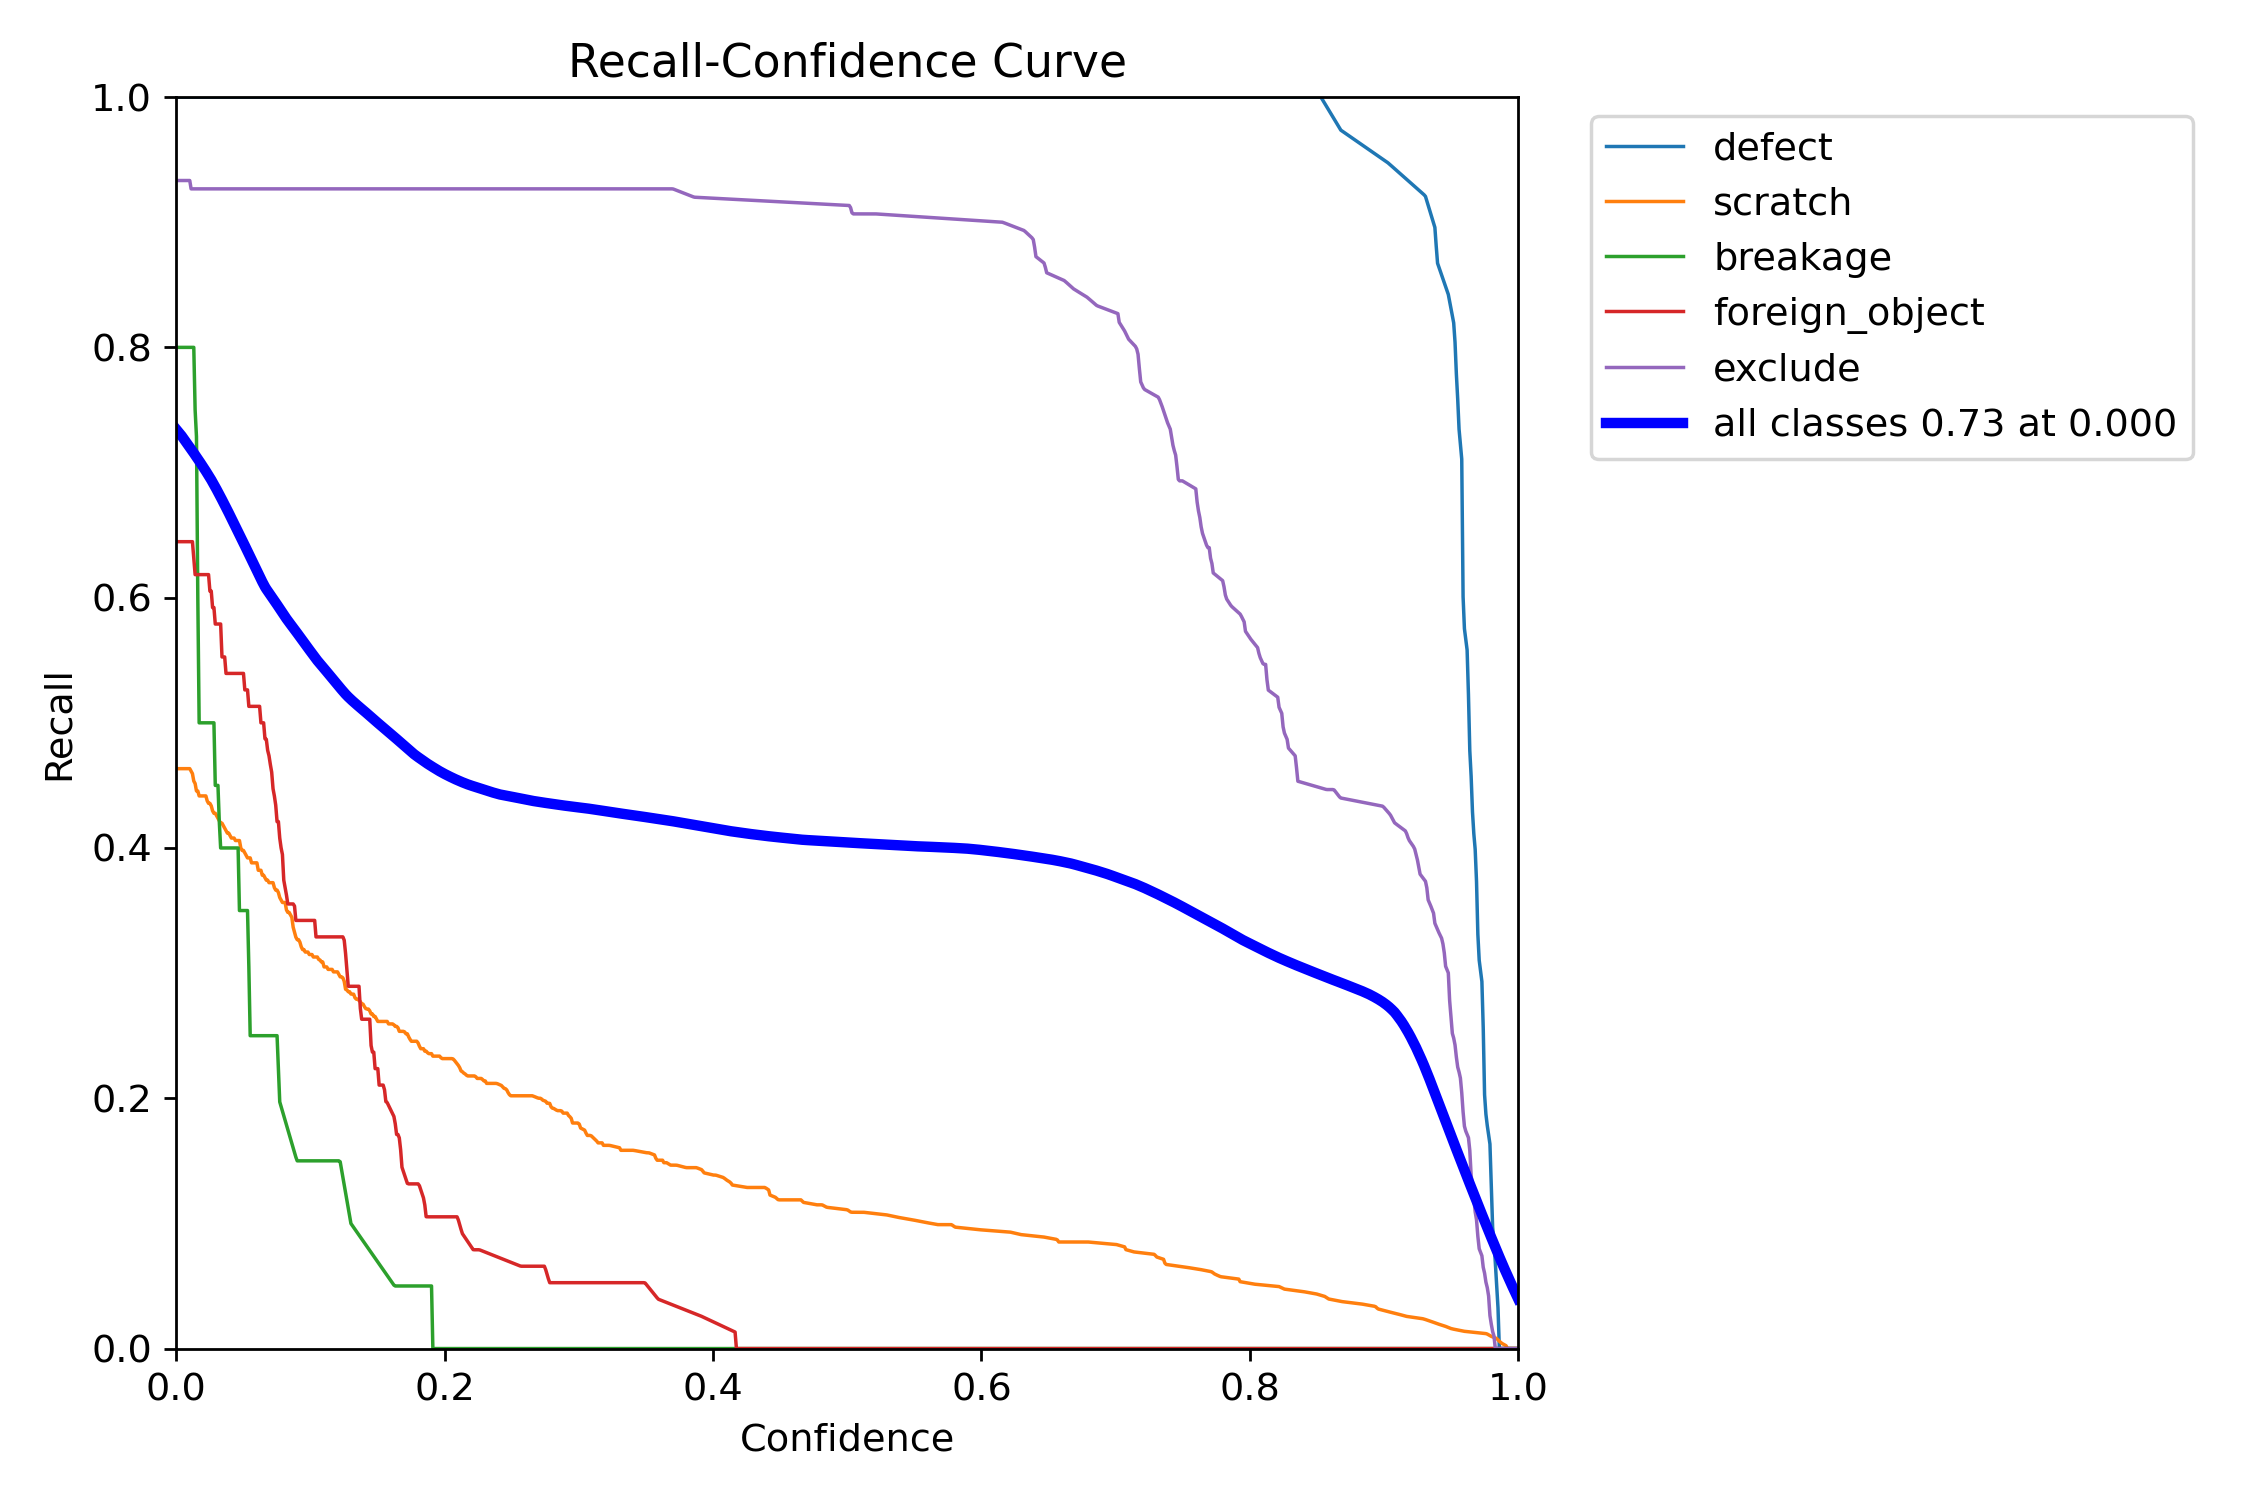 Recall-Confidence Curve
1.0
0.8
0.6
0.4
0.2
0.0
Recall
0.0 0.2 0.4 0.6 0.8 1.0
Confidence
defect
scratch
breakage
foreign_object
exclude
all classes 0.73 at 0.000